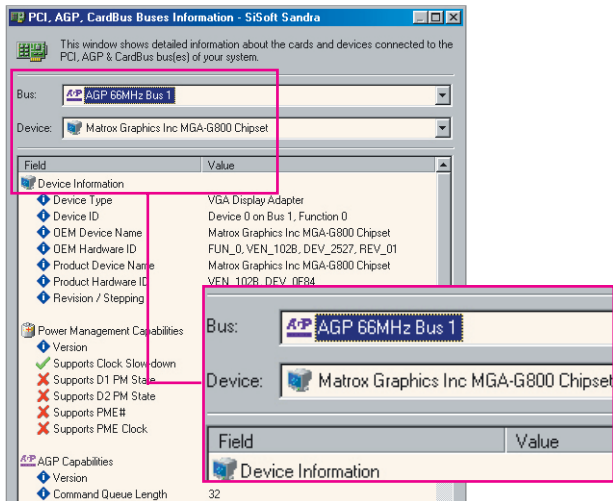 PCI, AGP, CardBus Buses Information - SiSoft Sandra
This window shows detailed information about the cards and devices connected to the
PCI, AGP & CardBus bus(es) of your system.
Bus: AGP 66MHz Bus 1
Device: Matrox Graphics Inc MGA-G800 Chipset
Field Value
Device Information
Device Type VGA Display Adapter
Device ID Device 0 on Bus 1, Function 0
OEM Device Name Matrox Graphics Inc MGA-G800 Chipset
OEM Hardware ID FUN_0, VEN_102B, DEV_2527, REV_01
Product Device Name Matrox Graphics Inc MGA-G800 Chipset
Product Hardware ID VEN_102B, DEV_0F84
Revision / Stepping
Power Management Capabilities
Version
Supports Clock Slow-down
Supports D1 PM State
Supports D2 PM State
Supports PME#
Supports PME Clock
AGP Capabilities
Version
Command Queue Length 32
Bus: AGP 66MHz Bus 1
Device: Matrox Graphics Inc MGA-G800 Chipset
Field Value
Device Information